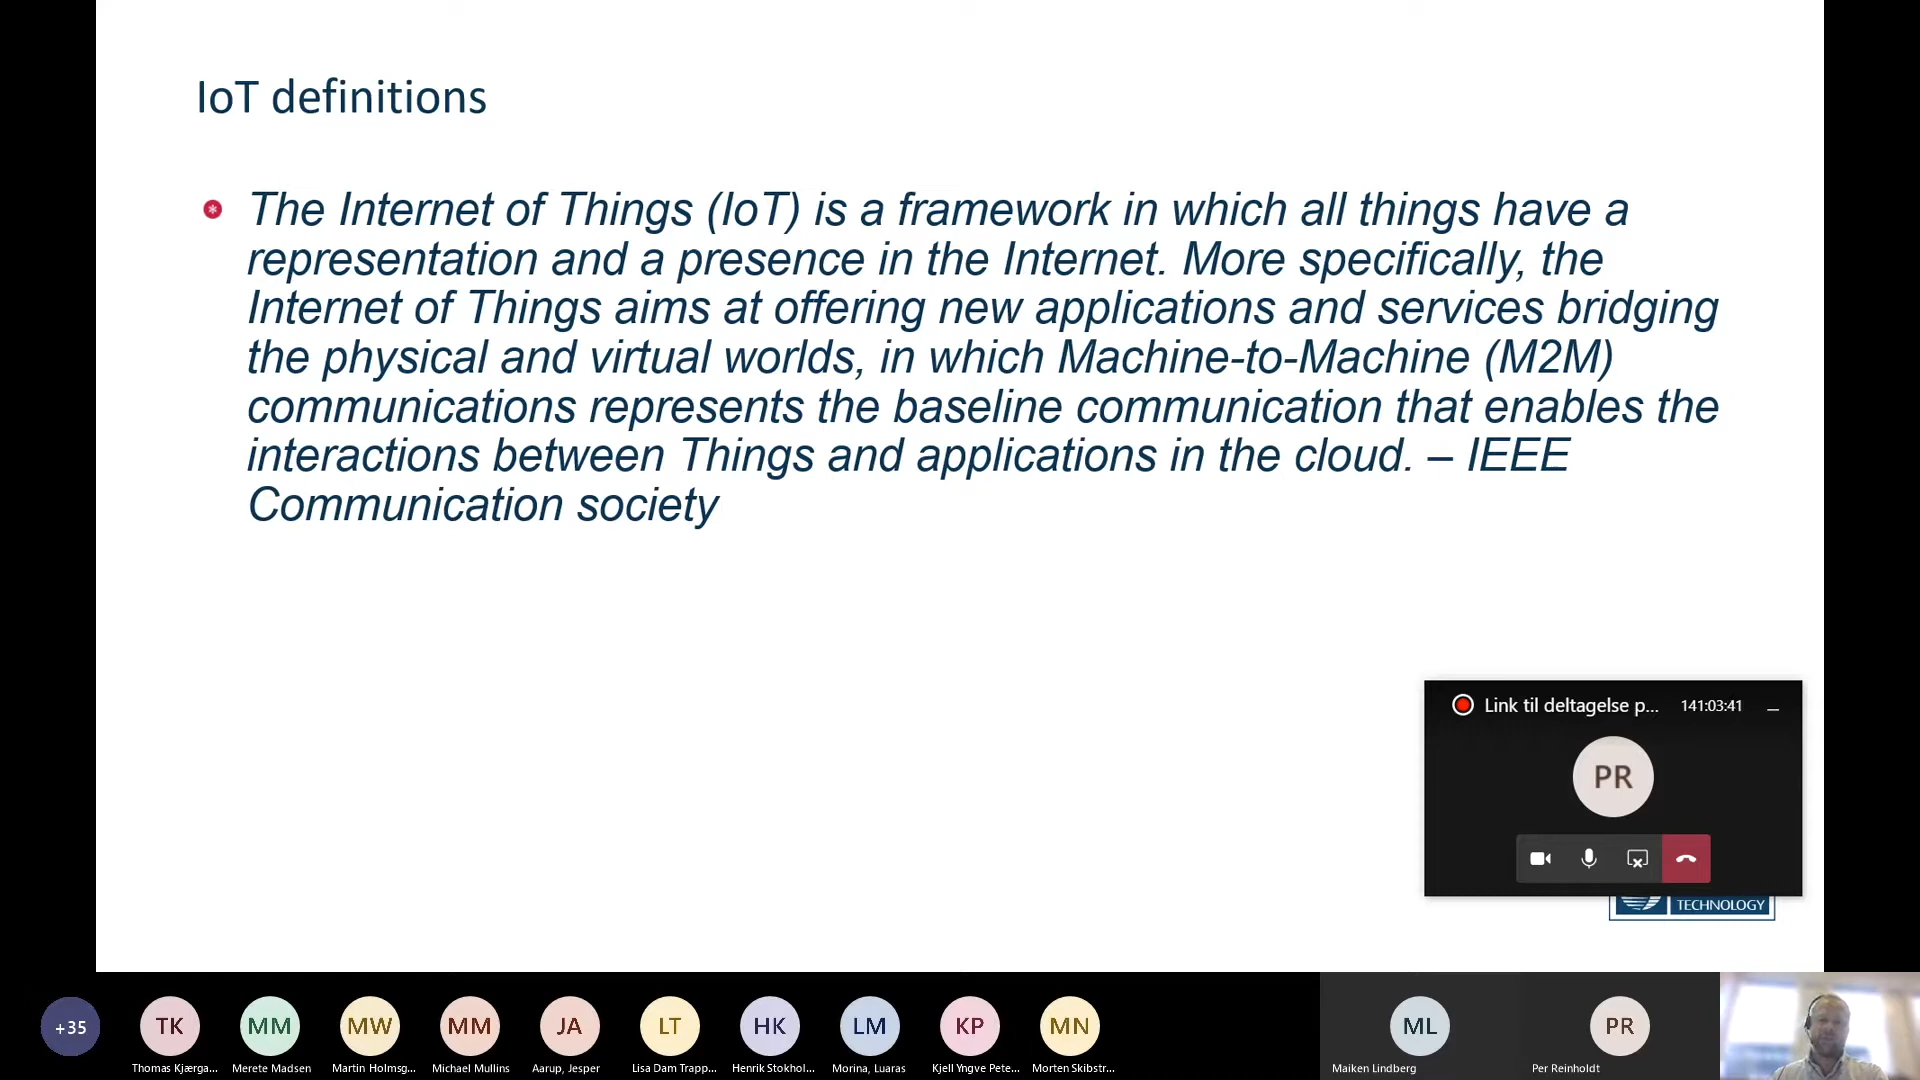 IoT definitions
The Internet of Things (IoT) is a framework in which all things have a
representation and a presence in the Internet. More specifically, the
Internet of Things aims at offering new applications and services bridging
the physical and virtual worlds, in which Machine-to-Machine (M2M)
communications represents the baseline communication that enables the
interactions between Things and applications in the cloud. – IEEE
Communication society
Link til deltagelse p... 141:03:41
PR
TECHNOLOGY
+35 TK MM MW MM JA LT HK LM KP MN ML PR
Thomas Kjærga... Merete Madsen Martin Holmsg... Michael Mullins Aarup, Jesper Lisa Dam Trapp... Henrik Stokhol... Morina, Luaras Kjell Yngve Pete... Morten Skibstr... Maiken Lindberg Per Reinholdt